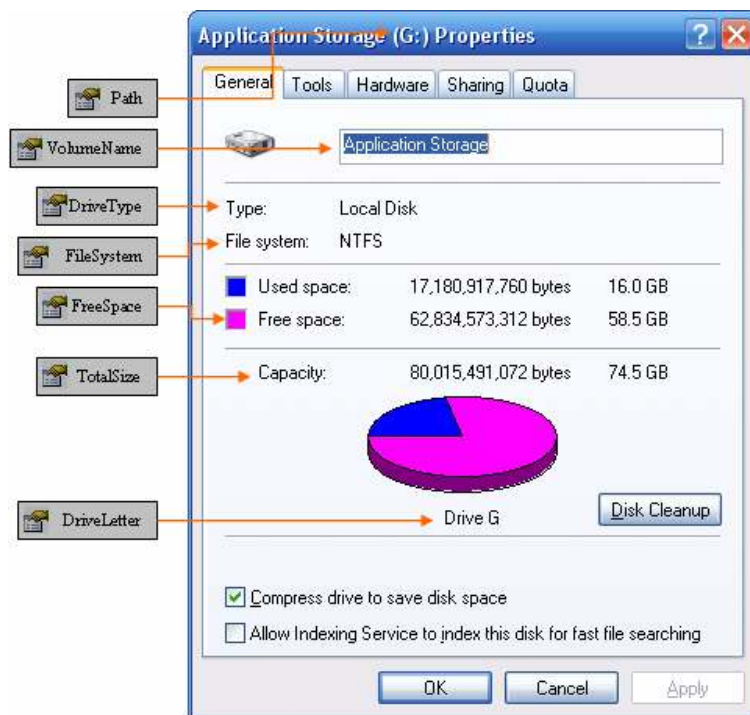 Application Storage (G:) Properties
General Tools Hardware Sharing Quota
Path
VolumeName
Application Storage
DriveType
Type: Local Disk
FileSystem
File system: NTFS
Used space: 17,180,917,760 bytes 16.0 GB
FreeSpace
Free space: 62,834,573,312 bytes 58.5 GB
TotalSize
Capacity: 80,015,491,072 bytes 74.5 GB
DriveLetter
Drive G
Disk Cleanup
Compress drive to save disk space
Allow Indexing Service to index this disk for fast file searching
OK Cancel Apply